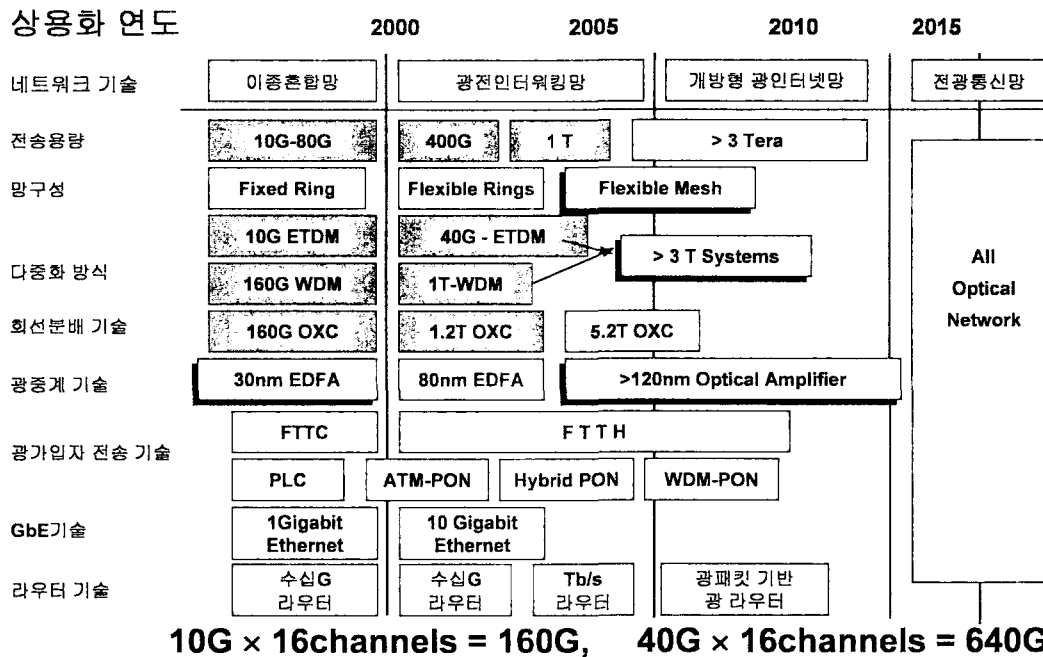 상용화 연도
2000 2005 2010 2015
네트워크 기술 이종혼합망 광전인터워킹망 개방형 광인터넷망 전광통신망
전송용량 10G-80G 400G 1 T > 3 Tera
망구성 Fixed Ring Flexible Rings Flexible Mesh
10G ETDM 40G - ETDM
다중화 방식 > 3 T Systems
160G WDM 1T-WDM
All
Optical
Network
회선분배 기술 160G OXC 1.2T OXC 5.2T OXC
광중계 기술 30nm EDFA 80nm EDFA >120nm Optical Amplifier
FTTC F T T H
광가입자 전송 기술
PLC ATM-PON Hybrid PON WDM-PON
GbE기술
1Gigabit
Ethernet
10 Gigabit
Ethernet
라우터 기술
수십G
라우터
수십G
라우터
Tb/s
라우터
광패킷 기반
광 라우터
10G × 16channels = 160G, 40G × 16channels = 640G